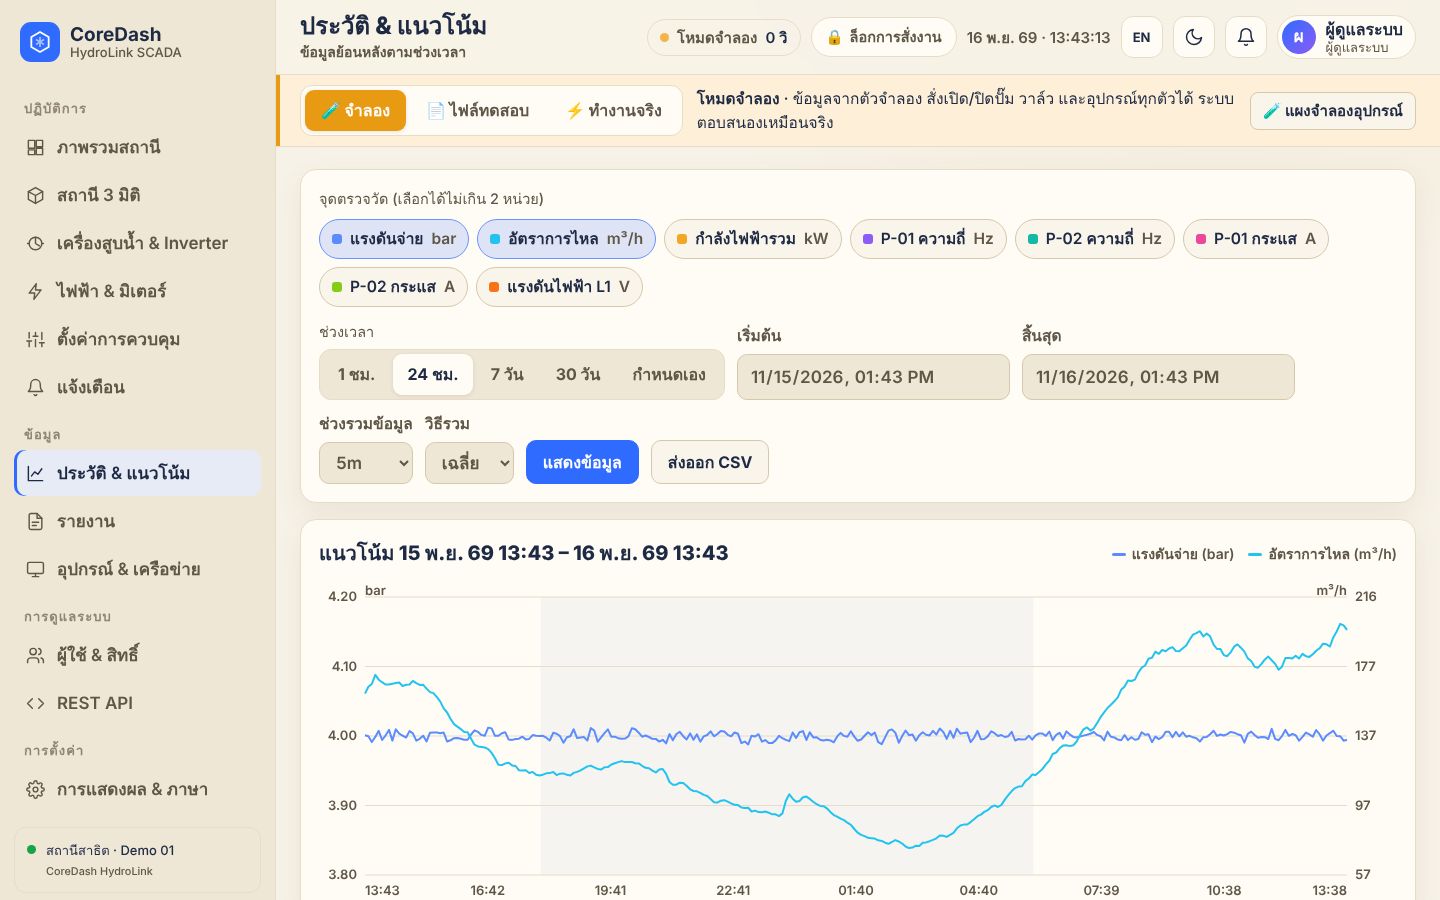 CoreDash
HydroLink SCADA
ปฏิบัติการ
ภาพรวมสถานี
สถานี 3 มิติ
เครื่องสูบน้ำ & Inverter
ไฟฟ้า & มิเตอร์
ตั้งค่าการควบคุม
แจ้งเตือน
ข้อมูล
ประวัติ & แนวโน้ม
รายงาน
อุปกรณ์ & เครือข่าย
การดูแลระบบ
ผู้ใช้ & สิทธิ์
REST API
การตั้งค่า
การแสดงผล & ภาษา
สถานีสาธิต · Demo 01
CoreDash HydroLink
ประวัติ & แนวโน้ม
ข้อมูลย้อนหลังตามช่วงเวลา
โหมดจำลอง 0 วิ
ล็อกการสั่งงาน
16 พ.ย. 69 · 13:43:13
EN
ผ
ผู้ดูแลระบบ
ผู้ดูแลระบบ
จำลอง
ไฟล์ทดสอบ
ทำงานจริง
โหมดจำลอง · ข้อมูลจากตัวจำลอง สั่งเปิด/ปิดปั๊ม วาล์ว และอุปกรณ์ทุกตัวได้ ระบบ
ตอบสนองเหมือนจริง
แผงจำลองอุปกรณ์
จุดตรวจวัด (เลือกได้ไม่เกิน 2 หน่วย)
แรงดันจ่าย bar
อัตราการไหล m³/h
กำลังไฟฟ้ารวม kW
P-01 ความถี่ Hz
P-02 ความถี่ Hz
P-01 กระแส A
P-02 กระแส A
แรงดันไฟฟ้า L1 V
ช่วงเวลา
1 ชม.
24 ชม.
7 วัน
30 วัน
กำหนดเอง
เริ่มต้น
11/15/2026, 01:43 PM
สิ้นสุด
11/16/2026, 01:43 PM
ช่วงรวมข้อมูล
5m
วิธีรวม
เฉลี่ย
แสดงข้อมูล
ส่งออก CSV
แนวโน้ม 15 พ.ย. 69 13:43 – 16 พ.ย. 69 13:43
แรงดันจ่าย (bar)
อัตราการไหล (m³/h)
bar
m³/h
4.20
4.10
4.00
3.90
3.80
216
177
137
97
57
13:43
16:42
19:41
22:41
01:40
04:40
07:39
10:38
13:38